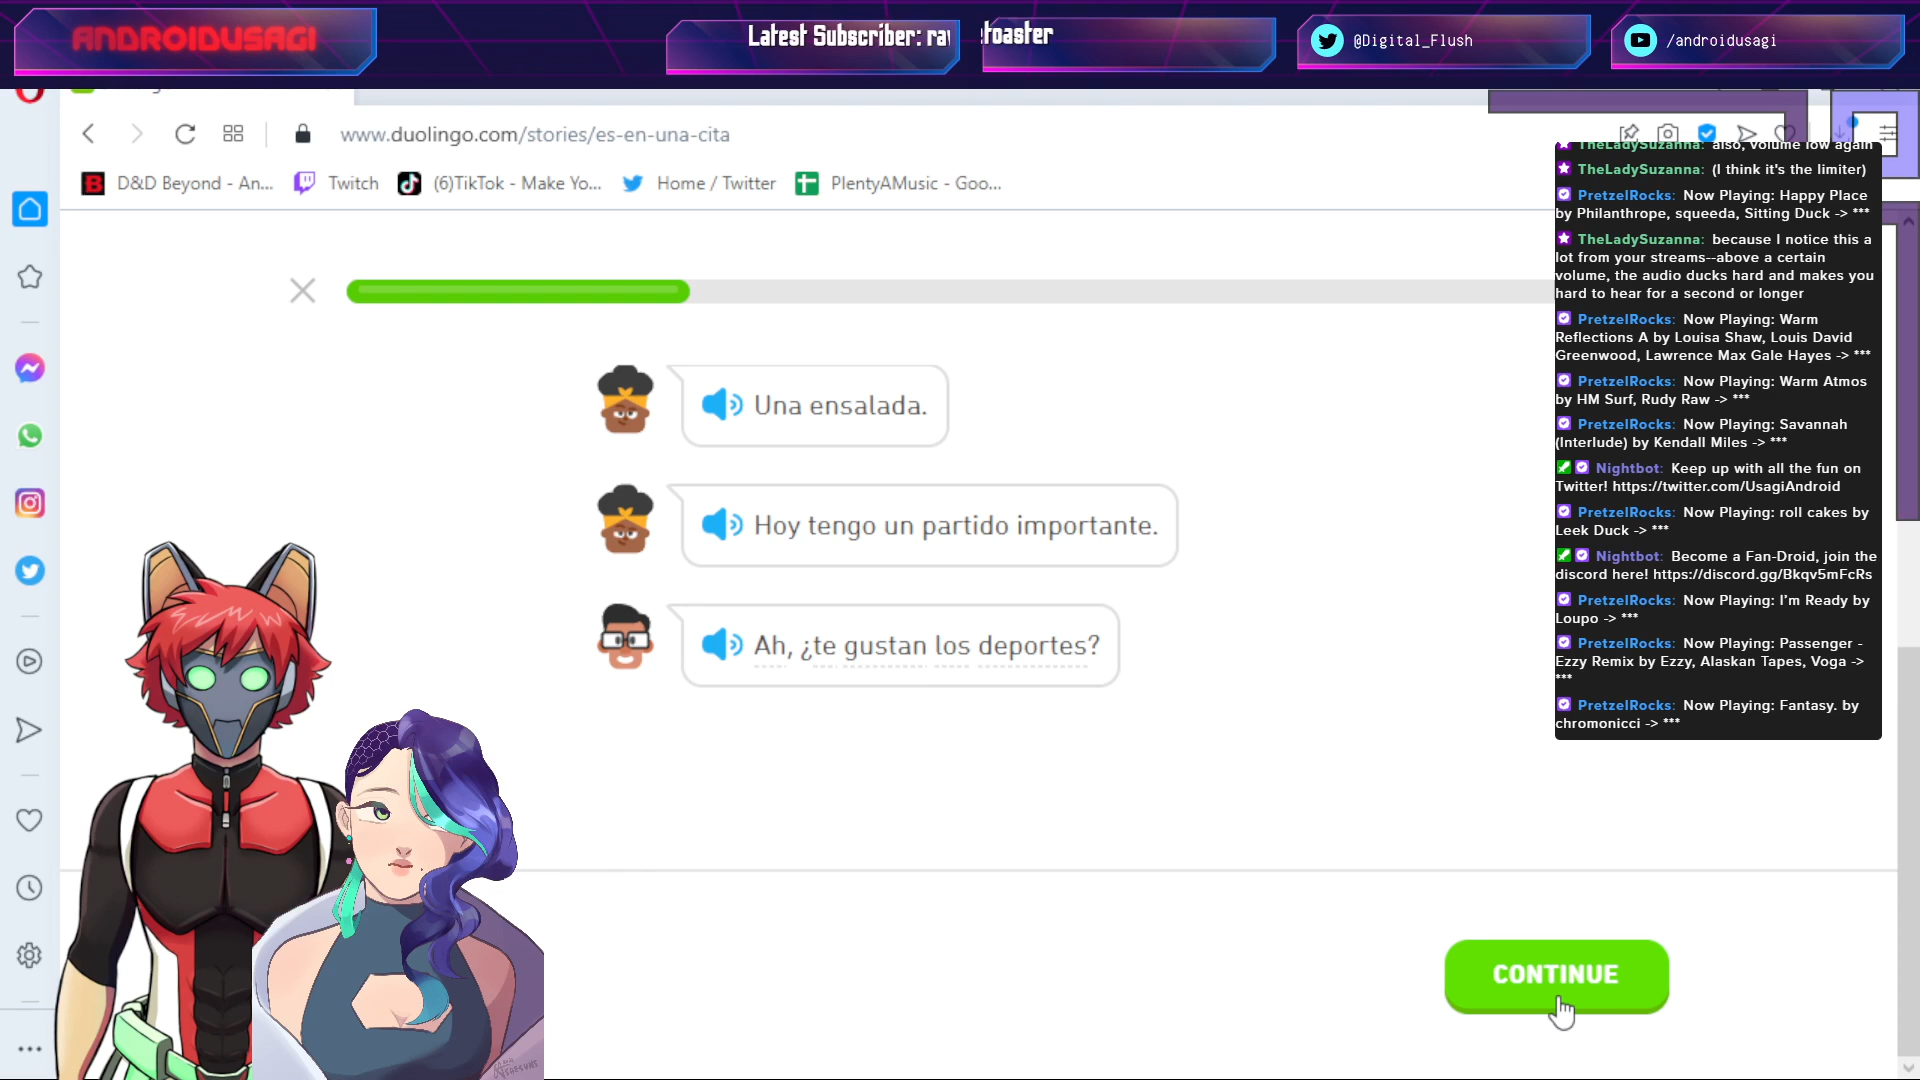 ANDROIDUSAGI
Latest Subscriber: ra
toaster
@Digital_Flush
/androidusagi
www.duolingo.com/stories/es-en-una-cita
D&D Beyond - An...
Twitch
(6)TikTok - Make Yo...
Home / Twitter
PlentyAMusic - Goo...
Una ensalada.
Hoy tengo un partido importante.
Ah, ¿te gustan los deportes?
CONTINUE
TheLadySuzanna: also, Volume low again
TheLadySuzanna: (I think it's the limiter)
PretzelRocks: Now Playing: Happy Place
by Philanthrope, squeeda, Sitting Duck -> ***
TheLadySuzanna: because I notice this a
lot from your streams--above a certain
volume, the audio ducks hard and makes you
hard to hear for a second or longer
PretzelRocks: Now Playing: Warm
Reflections A by Louisa Shaw, Louis David
Greenwood, Lawrence Max Gale Hayes -> ***
PretzelRocks: Now Playing: Warm Atmos
by HM Surf, Rudy Raw -> ***
PretzelRocks: Now Playing: Savannah
(Interlude) by Kendall Miles -> ***
Nightbot: Keep up with all the fun on
Twitter! https://twitter.com/UsagiAndroid
PretzelRocks: Now Playing: roll cakes by
Leek Duck -> ***
Nightbot: Become a Fan-Droid, join the
discord here! https://discord.gg/Bkqv5mFcRs
PretzelRocks: Now Playing: I'm Ready by
Loupo -> ***
PretzelRocks: Now Playing: Passenger -
Ezzy Remix by Ezzy, Alaskan Tapes, Voga ->
***
PretzelRocks: Now Playing: Fantasy. by
chromonicci -> ***